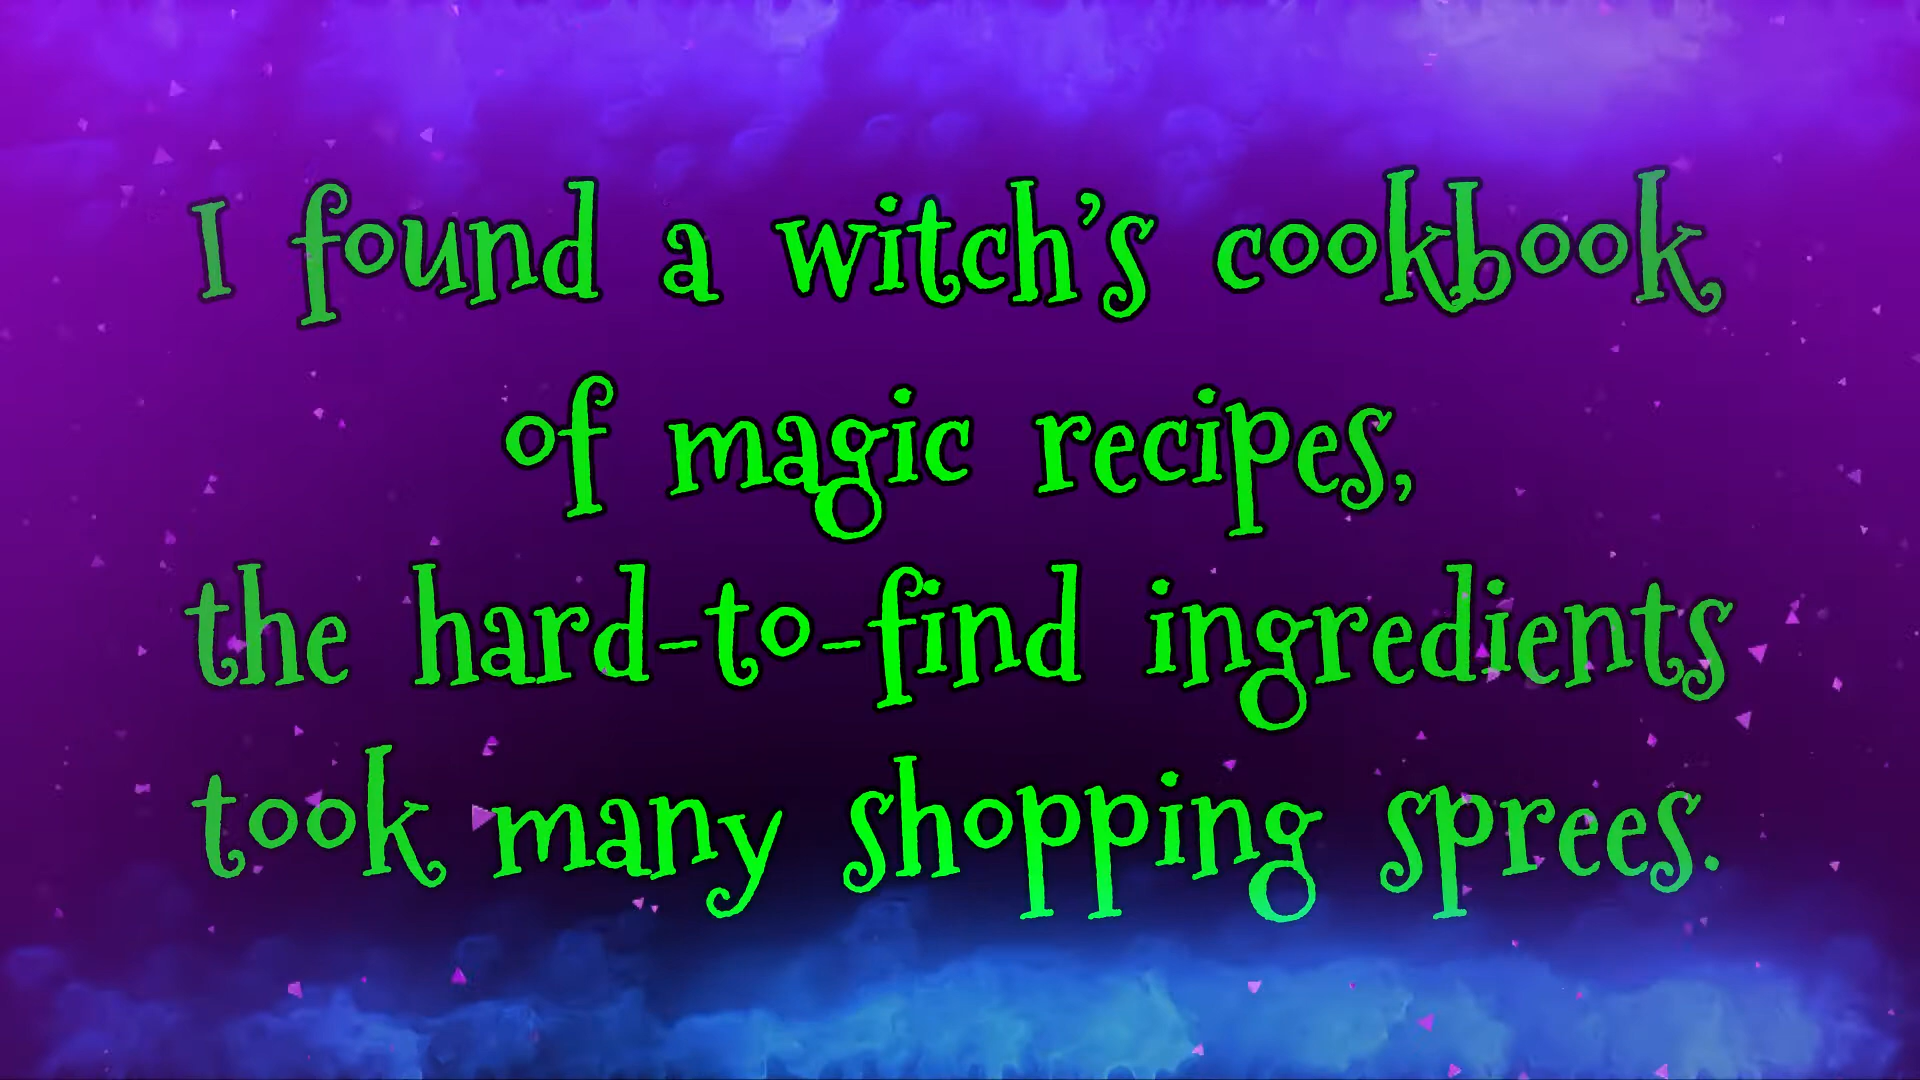 I found a witch’s cookbook
of magic recipes,
the hard-to-find ingredients
took many shopping sprees.